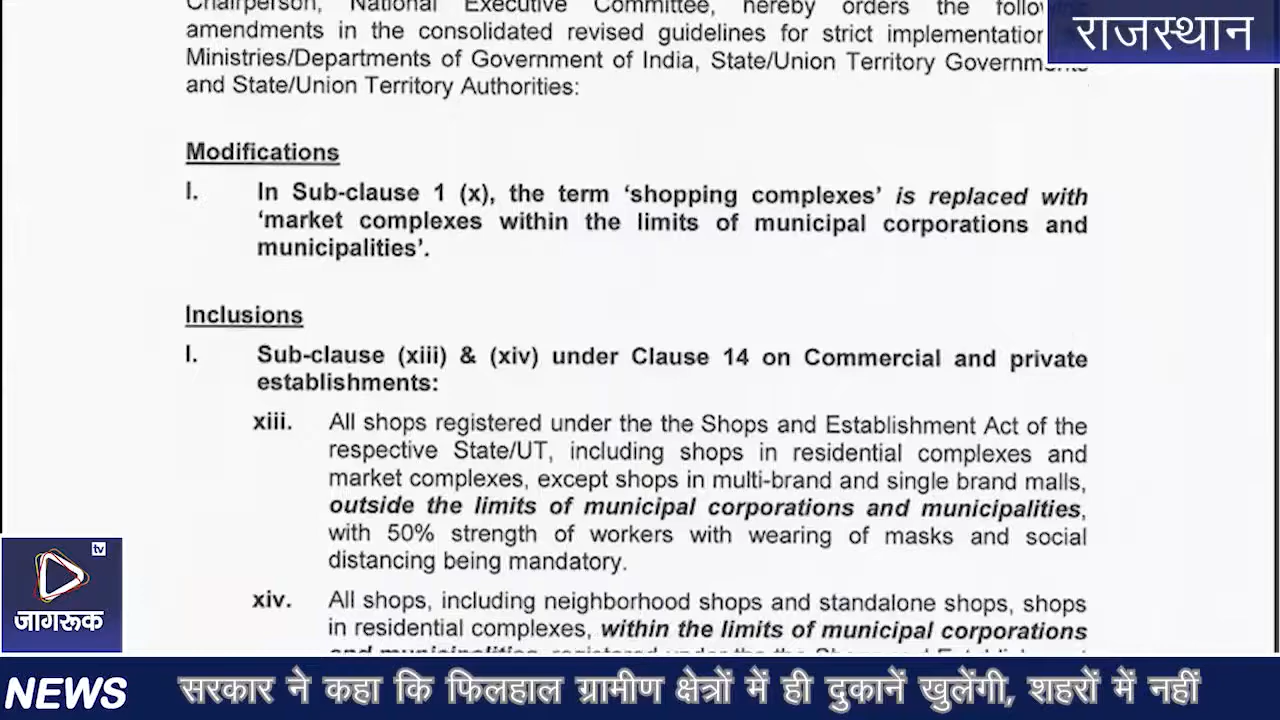 Chairperson, National Executive Committee, hereby orders the
राजस्थान
amendments in the consolidated revised guidelines for strict implementation
Ministries/Departments of Government of India, State/Union Territory Governments
and State/Union Territory Authorities:
Modifications
I. In Sub-clause 1 (x), the term ‘shopping complexes’ is replaced with
‘market complexes within the limits of municipal corporations and
municipalities’.
Inclusions
I. Sub-clause (xiii) & (xiv) under Clause 14 on Commercial and private
establishments:
xiii. All shops registered under the the Shops and Establishment Act of the
respective State/UT, including shops in residential complexes and
market complexes, except shops in multi-brand and single brand malls,
outside the limits of municipal corporations and municipalities,
with 50% strength of workers with wearing of masks and social
distancing being mandatory.
xiv. All shops, including neighborhood shops and standalone shops, shops
in residential complexes, within the limits of municipal corporations
tv
जागरूक
NEWS सरकार ने कहा कि फिलहाल ग्रामीण क्षेत्रों में ही दुकानें खुलेंगी, शहरों में नहीं